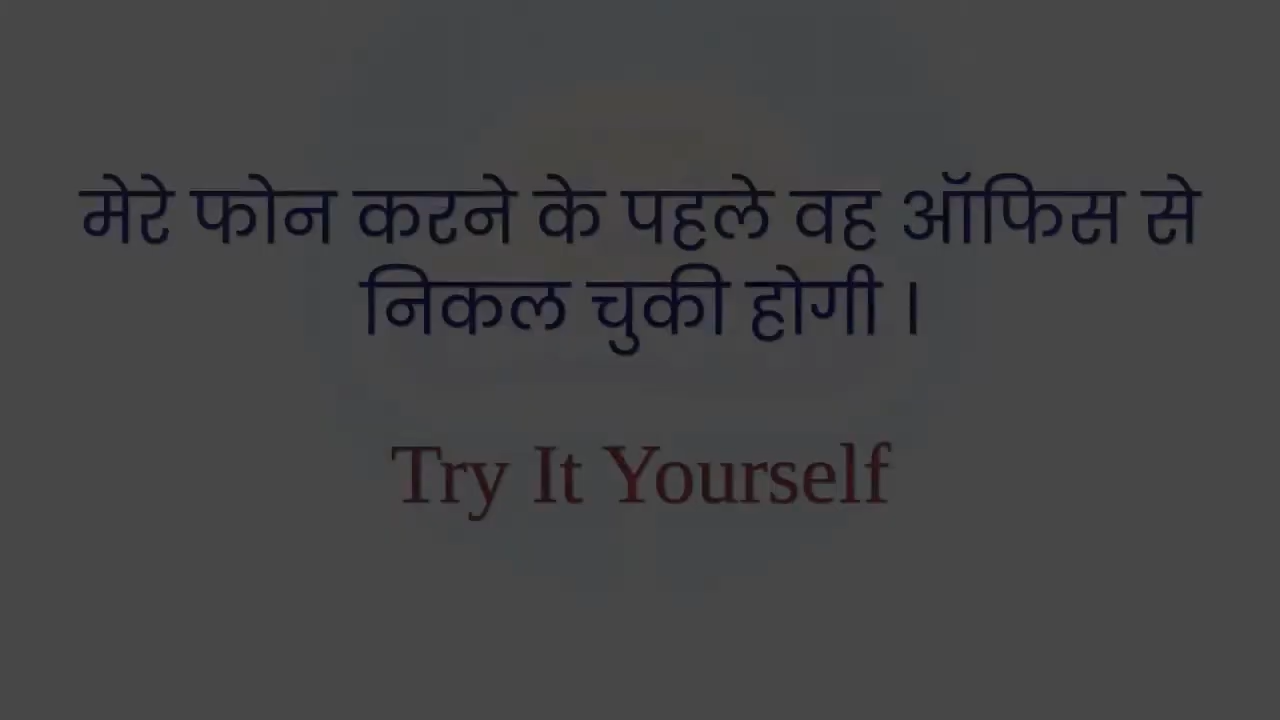 मेरे फोन करने के पहले वह ऑफिस से
निकल चुकी होगी ।
Try It Yourself